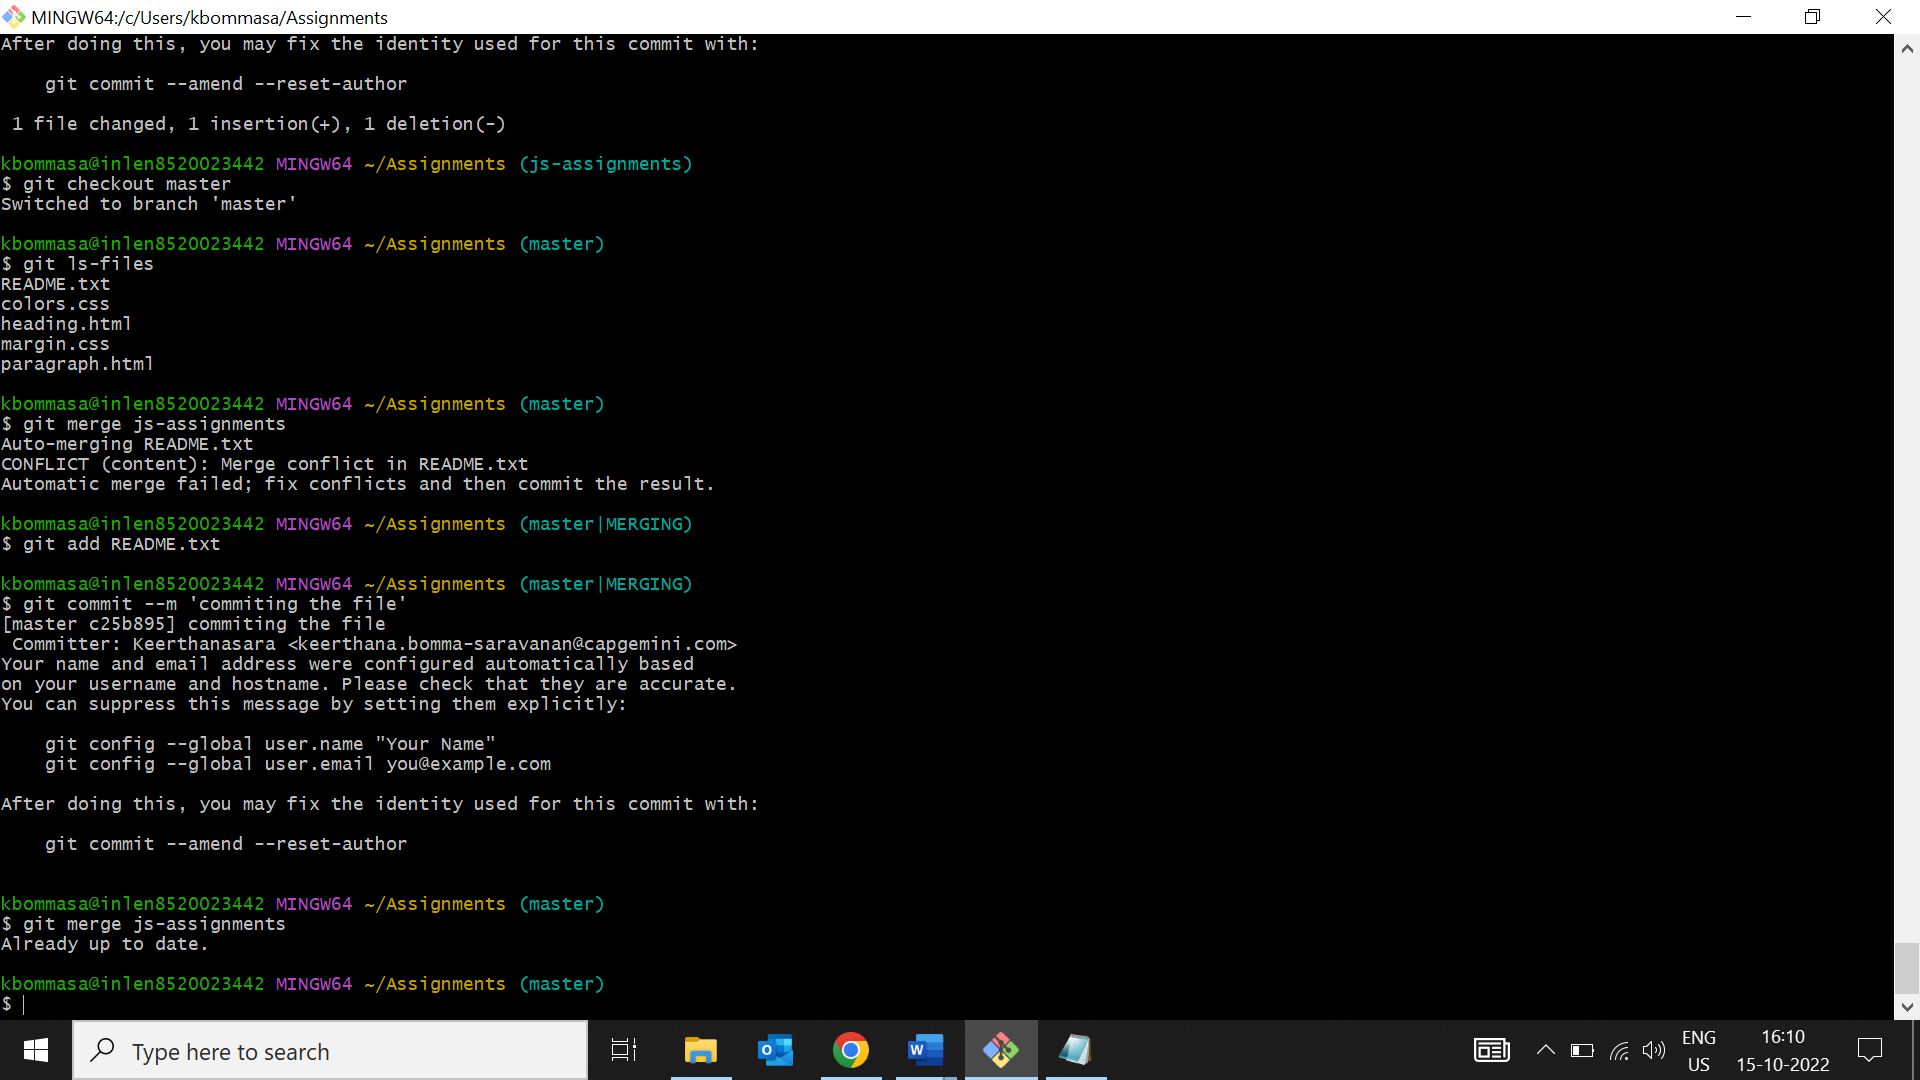 MINGW64:/c/Users/kbommasa/Assignments
After doing this, you may fix the identity used for this commit with:
    git commit --amend --reset-author
 1 file changed, 1 insertion(+), 1 deletion(-)
kbommasa@inlen8520023442 MINGW64 ~/Assignments (js-assignments)
$ git checkout master
Switched to branch 'master'
kbommasa@inlen8520023442 MINGW64 ~/Assignments (master)
$ git ls-files
README.txt
colors.css
heading.html
margin.css
paragraph.html
kbommasa@inlen8520023442 MINGW64 ~/Assignments (master)
$ git merge js-assignments
Auto-merging README.txt
CONFLICT (content): Merge conflict in README.txt
Automatic merge failed; fix conflicts and then commit the result.
kbommasa@inlen8520023442 MINGW64 ~/Assignments (master|MERGING)
$ git add README.txt
kbommasa@inlen8520023442 MINGW64 ~/Assignments (master|MERGING)
$ git commit --m 'commiting the file'
[master c25b895] commiting the file
 Committer: Keerthanasara <keerthana.bomma-saravanan@capgemini.com>
Your name and email address were configured automatically based
on your username and hostname. Please check that they are accurate.
You can suppress this message by setting them explicitly:
    git config --global user.name "Your Name"
    git config --global user.email you@example.com
After doing this, you may fix the identity used for this commit with:
    git commit --amend --reset-author
kbommasa@inlen8520023442 MINGW64 ~/Assignments (master)
$ git merge js-assignments
Already up to date.
kbommasa@inlen8520023442 MINGW64 ~/Assignments (master)
$
Type here to search
ENG
US
16:10
15-10-2022